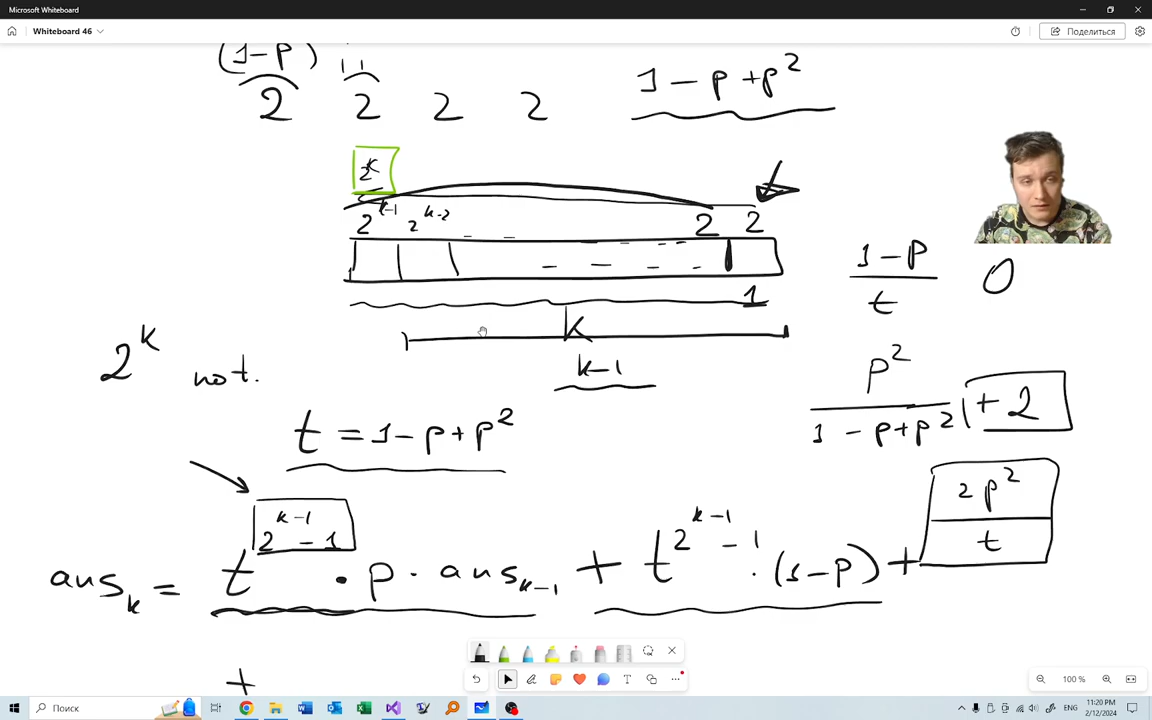 Microsoft Whiteboard
Whiteboard 46
Поделиться
(1-p)
2 2 2 2
1-p+p²
2^k
2^k-1 2^k-2 2 2
1
k
k-1
1-p
t
0
2^k not.
p²
1-p+p²
+2
t=1-p+p²
2p²
t
ans_k = t^2^k-1-1 · p · ans_k-1 + t^2^k-1-1 · (1-p) +
+
100 %
Поиск
ENG
11:20 PM
2/12/2024